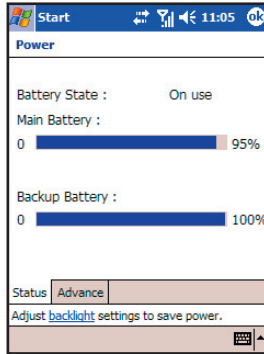 Start 11:05 ok
Power
Battery State : On use
Main Battery :
0 95%
Backup Battery :
0 100%
Status Advance
Adjust backlight settings to save power.